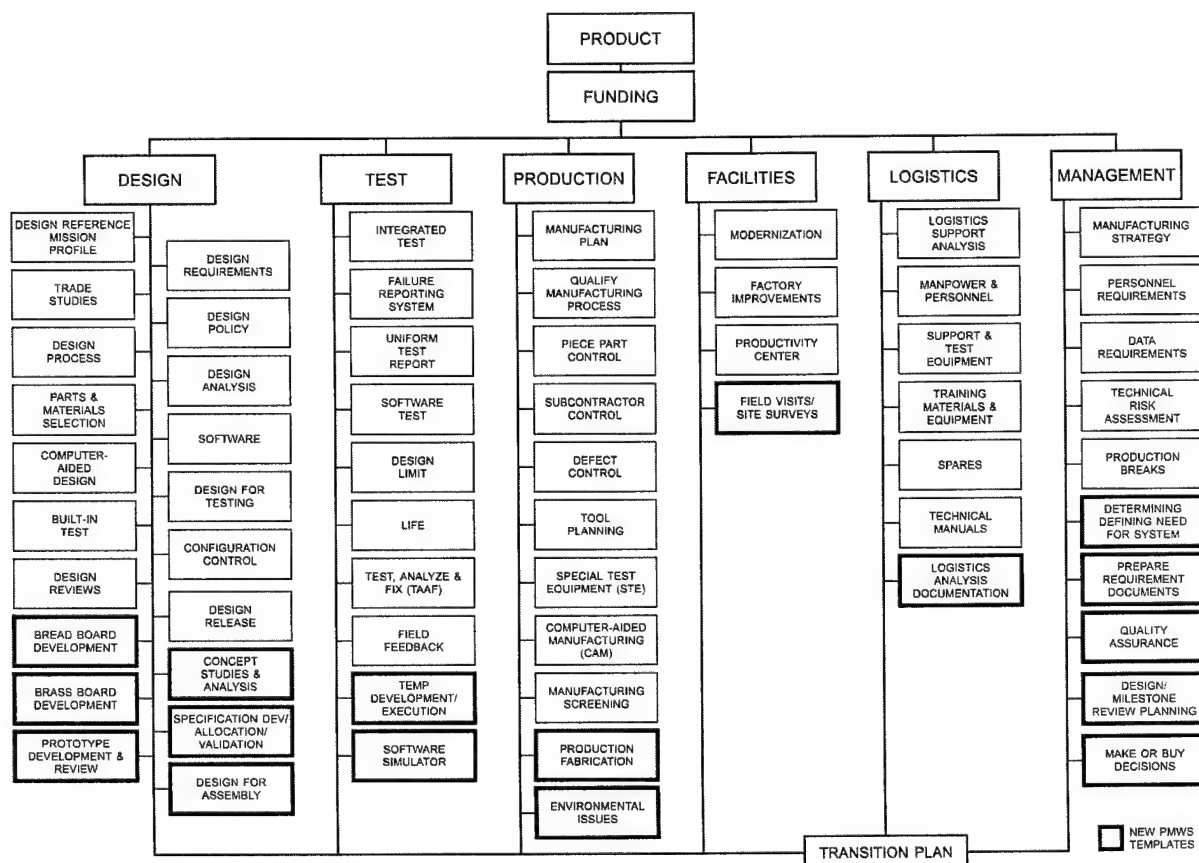 PRODUCT
FUNDING
DESIGN
TEST
PRODUCTION
FACILITIES
LOGISTICS
MANAGEMENT
DESIGN REFERENCE
MISSION
PROFILE
TRADE
STUDIES
DESIGN
PROCESS
PARTS &
MATERIALS
SELECTION
COMPUTER-
AIDED
DESIGN
BUILT-IN
TEST
DESIGN
REVIEWS
BREAD BOARD
DEVELOPMENT
BRASS BOARD
DEVELOPMENT
PROTOTYPE
DEVELOPMENT &
REVIEW
DESIGN
REQUIREMENTS
DESIGN
POLICY
DESIGN
ANALYSIS
SOFTWARE
DESIGN FOR
TESTING
CONFIGURATION
CONTROL
DESIGN
RELEASE
CONCEPT
STUDIES &
ANALYSIS
SPECIFICATION DEV/
ALLOCATION/
VALIDATION
DESIGN FOR
ASSEMBLY
INTEGRATED
TEST
FAILURE
REPORTING
SYSTEM
UNIFORM
TEST
REPORT
SOFTWARE
TEST
DESIGN
LIMIT
LIFE
TEST, ANALYZE &
FIX (TAAF)
FIELD
FEEDBACK
TEMP
DEVELOPMENT/
EXECUTION
SOFTWARE
SIMULATOR
MANUFACTURING
PLAN
QUALIFY
MANUFACTURING
PROCESS
PIECE PART
CONTROL
SUBCONTRACTOR
CONTROL
DEFECT
CONTROL
TOOL
PLANNING
SPECIAL TEST
EQUIPMENT (STE)
COMPUTER-AIDED
MANUFACTURING
(CAM)
MANUFACTURING
SCREENING
PRODUCTION
FABRICATION
ENVIRONMENTAL
ISSUES
MODERNIZATION
FACTORY
IMPROVEMENTS
PRODUCTIVITY
CENTER
FIELD VISITS/
SITE SURVEYS
LOGISTICS
SUPPORT
ANALYSIS
MANPOWER &
PERSONNEL
SUPPORT &
TEST
EQUIPMENT
TRAINING
MATERIALS &
EQUIPMENT
SPARES
TECHNICAL
MANUALS
LOGISTICS
ANALYSIS
DOCUMENTATION
MANUFACTURING
STRATEGY
PERSONNEL
REQUIREMENTS
DATA
REQUIREMENTS
TECHNICAL
RISK
ASSESSMENT
PRODUCTION
BREAKS
DETERMINING
DEFINING NEED
FOR SYSTEM
PREPARE
REQUIREMENT
DOCUMENTS
QUALITY
ASSURANCE
DESIGN/
MILESTONE
REVIEW PLANNING
MAKE OR BUY
DECISIONS
TRANSITION PLAN
NEW PMWS
TEMPLATES